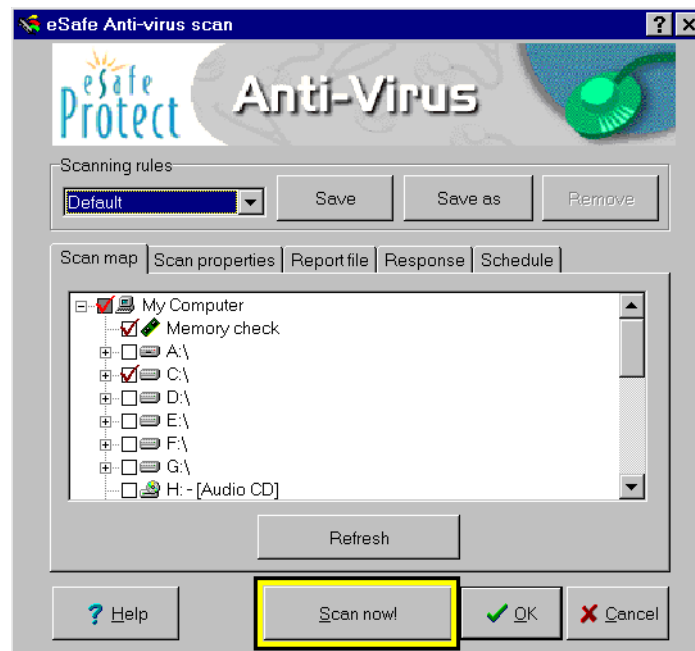 eSafe Anti-virus scan
eSafe
Protect
Anti-Virus
Scanning rules
Default Save Save as Remove
Scan map Scan properties Report file Response Schedule
My Computer
Memory check
A:\
C:\
D:\
E:\
F:\
G:\
H: - [Audio CD]
Refresh
? Help Scan now! OK Cancel